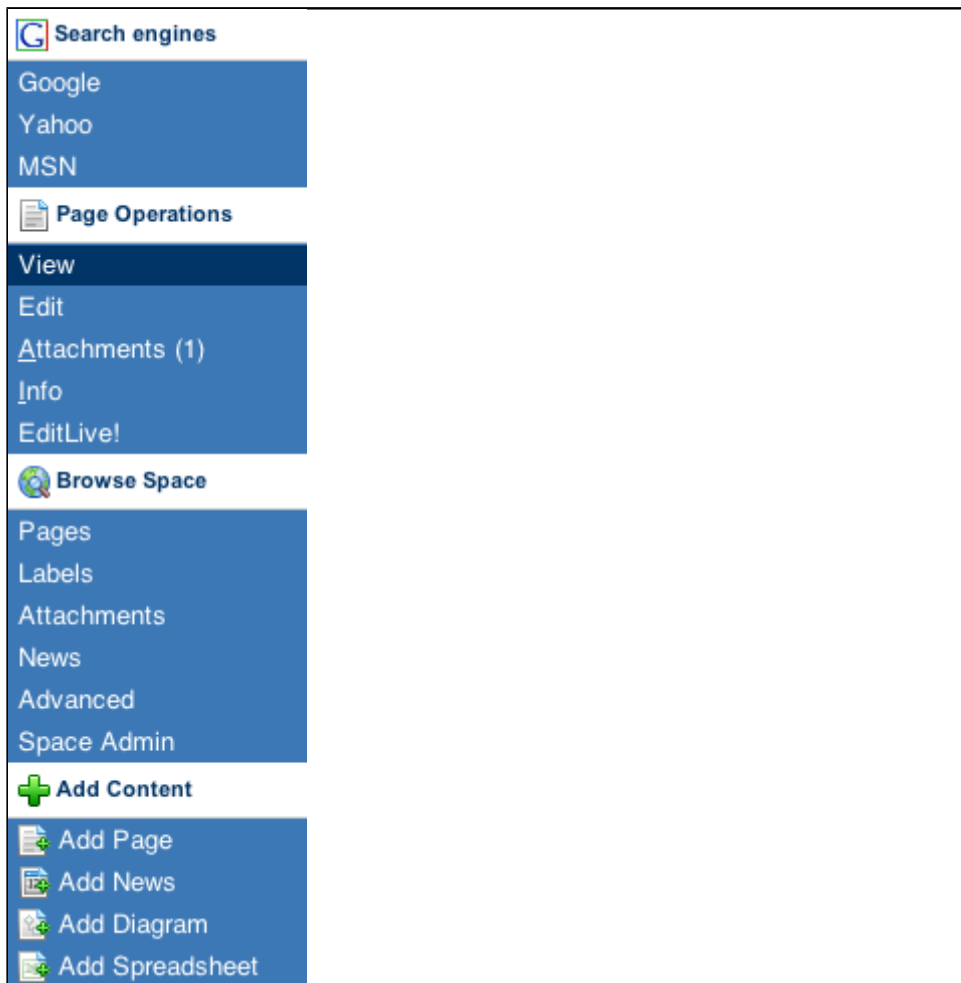 Search engines
Google
Yahoo
MSN
Page Operations
View
Edit
Attachments (1)
Info
EditLive!
Browse Space
Pages
Labels
Attachments
News
Advanced
Space Admin
Add Content
Add Page
Add News
Add Diagram
Add Spreadsheet